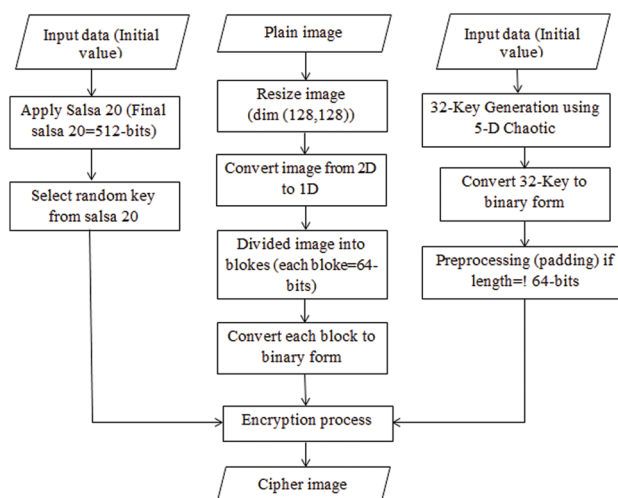 Input data (Initial
value)
Apply Salsa 20 (Final
salsa 20=512-bits)
Select random key
from salsa 20
Plain image
Resize image
(dim (128,128))
Convert image from 2D
to 1D
Divided image into
blokes (each bloke=64-
bits)
Convert each block to
binary form
Input data (Initial
value)
32-Key Generation using
5-D Chaotic
Convert 32-Key to
binary form
Preprocessing (padding) if
length=! 64-bits
Encryption process
Cipher image